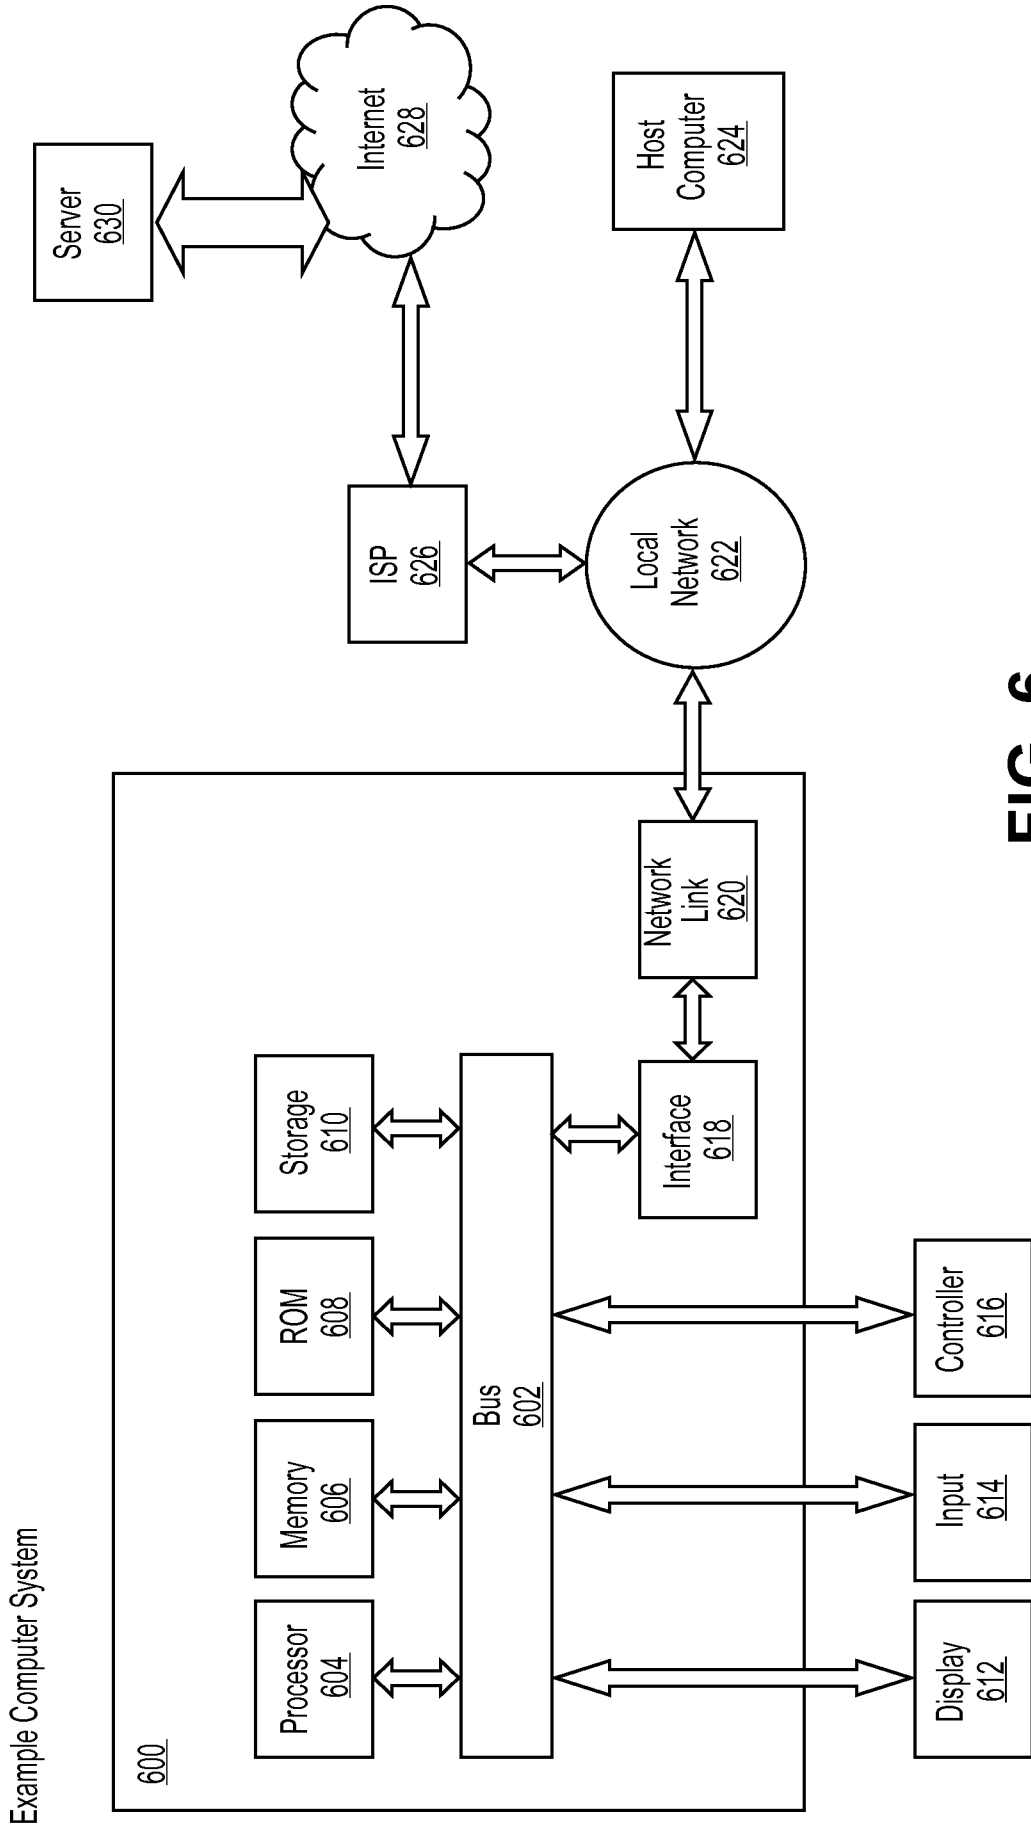 Example Computer System
600
Processor
604
Memory
606
ROM
608
Storage
610
Bus
602
Display
612
Input
614
Controller
616
Interface
618
Network
Link
620
Local
Network
622
Host
Computer
624
ISP
626
Internet
628
Server
630
FIG. 6